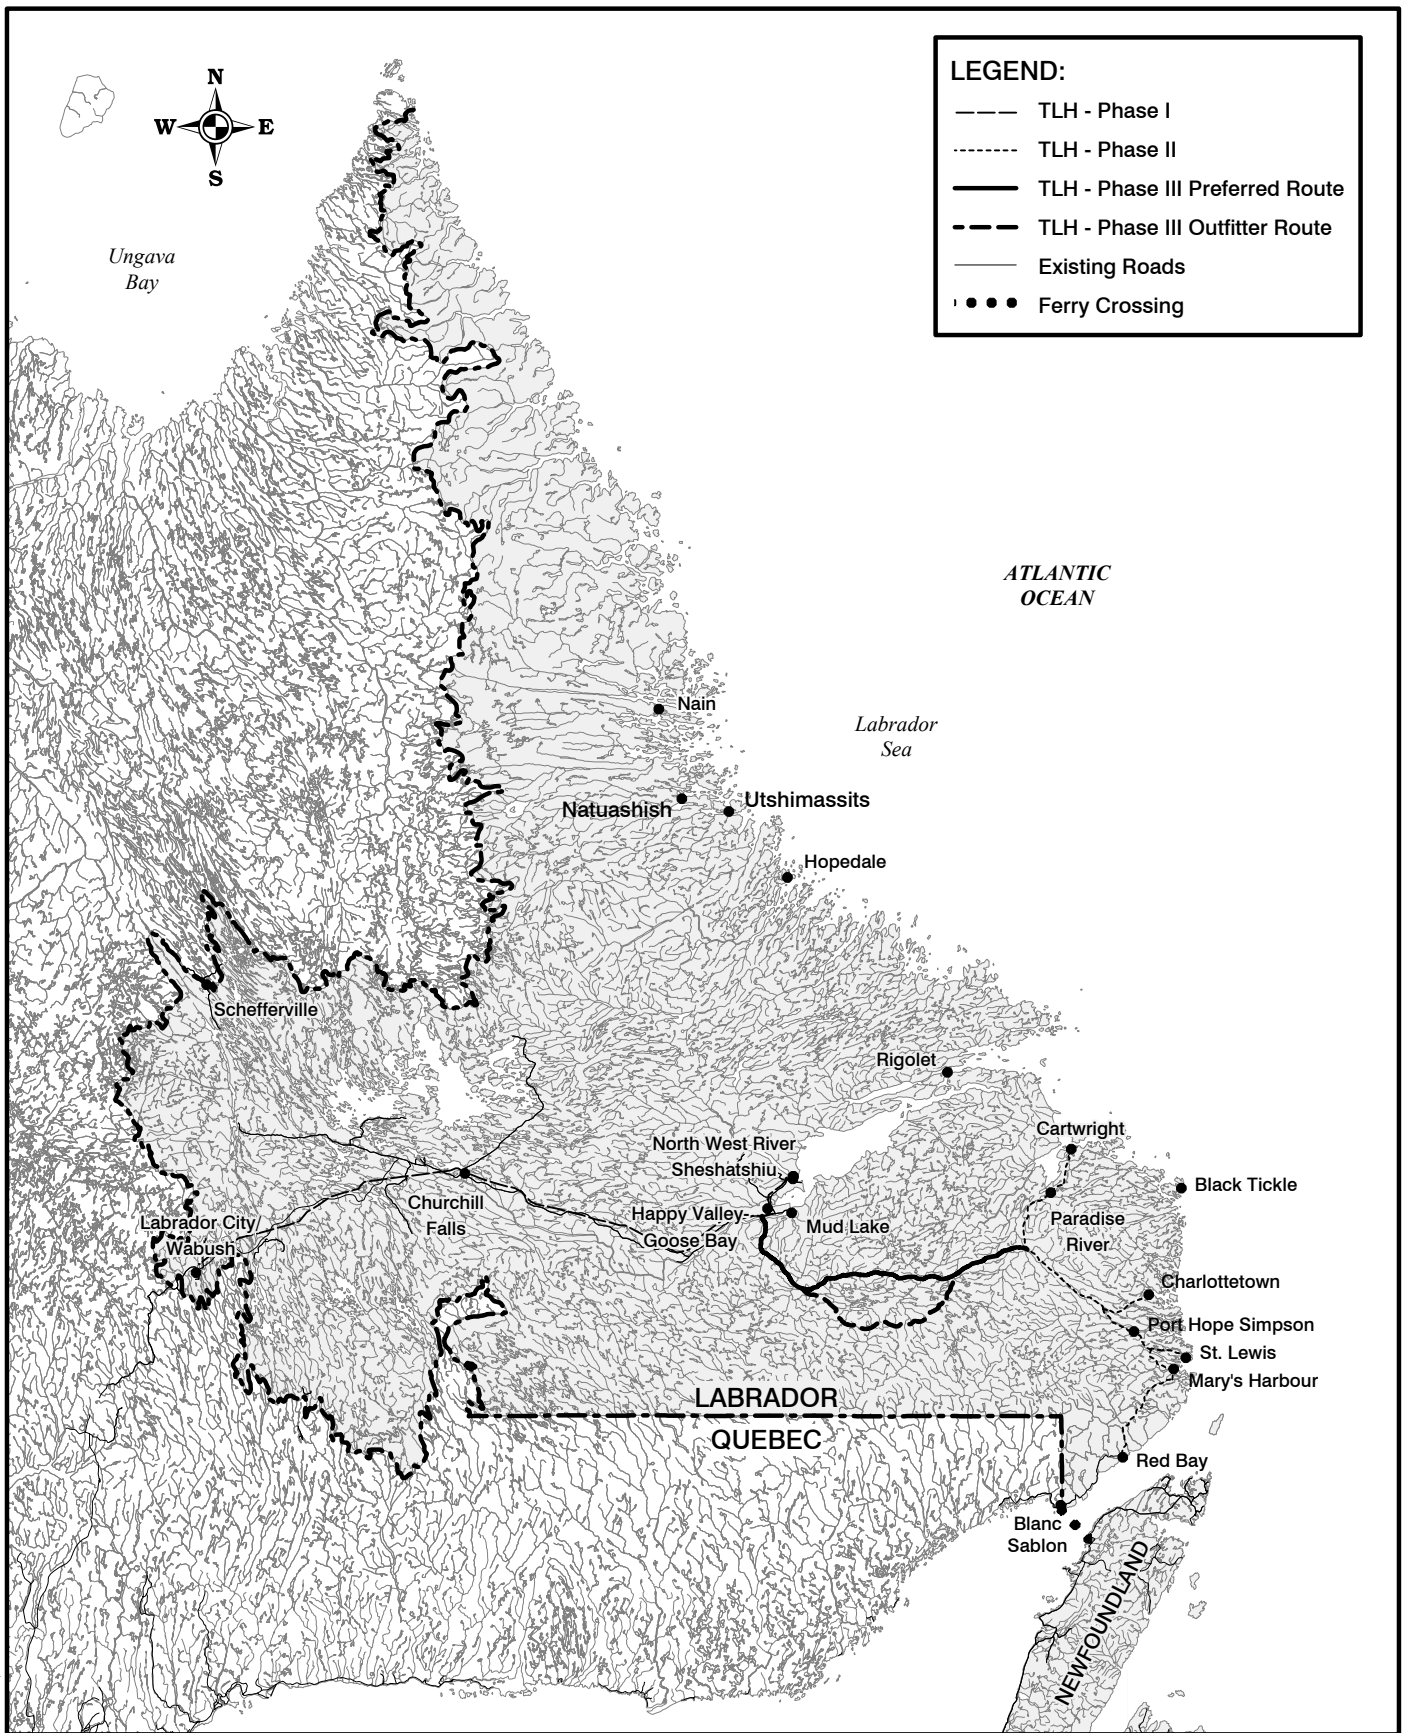 N
W E
S
LEGEND:
TLH - Phase I
TLH - Phase II
TLH - Phase III Preferred Route
TLH - Phase III Outfitter Route
Existing Roads
Ferry Crossing
Ungava
Bay
ATLANTIC
OCEAN
Nain
Labrador
Sea
Natuashish
Utshimassits
Hopedale
Schefferville
Rigolet
Cartwright
North West River
Sheshatshiu
Black Tickle
Churchill
Falls
Happy Valley-
Goose Bay
Mud Lake
Paradise
River
Labrador City/
Wabush
Charlottetown
Port Hope Simpson
St. Lewis
Mary's Harbour
LABRADOR
QUEBEC
Red Bay
Blanc
Sablon
NEWFOUNDLAND